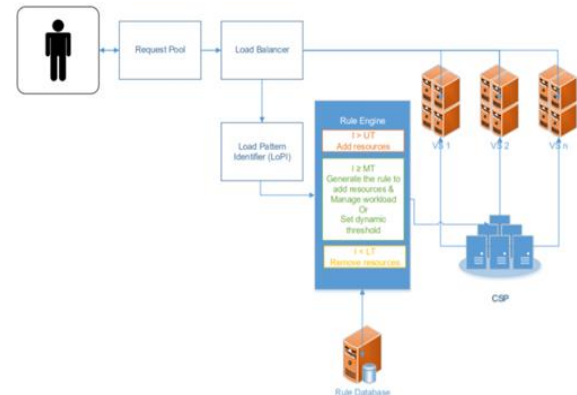 Request Pool
Load Balancer
Load Pattern
Identifier (LoPI)
Rule Engine
l > UT
Add resources
l ≥ MT
Generate the rule to
add resources &
Manage workload
Or
Set dynamic
threshold
l < LT
Remove resources
VS 1
VS 2
VS n
CSP
Rule Database